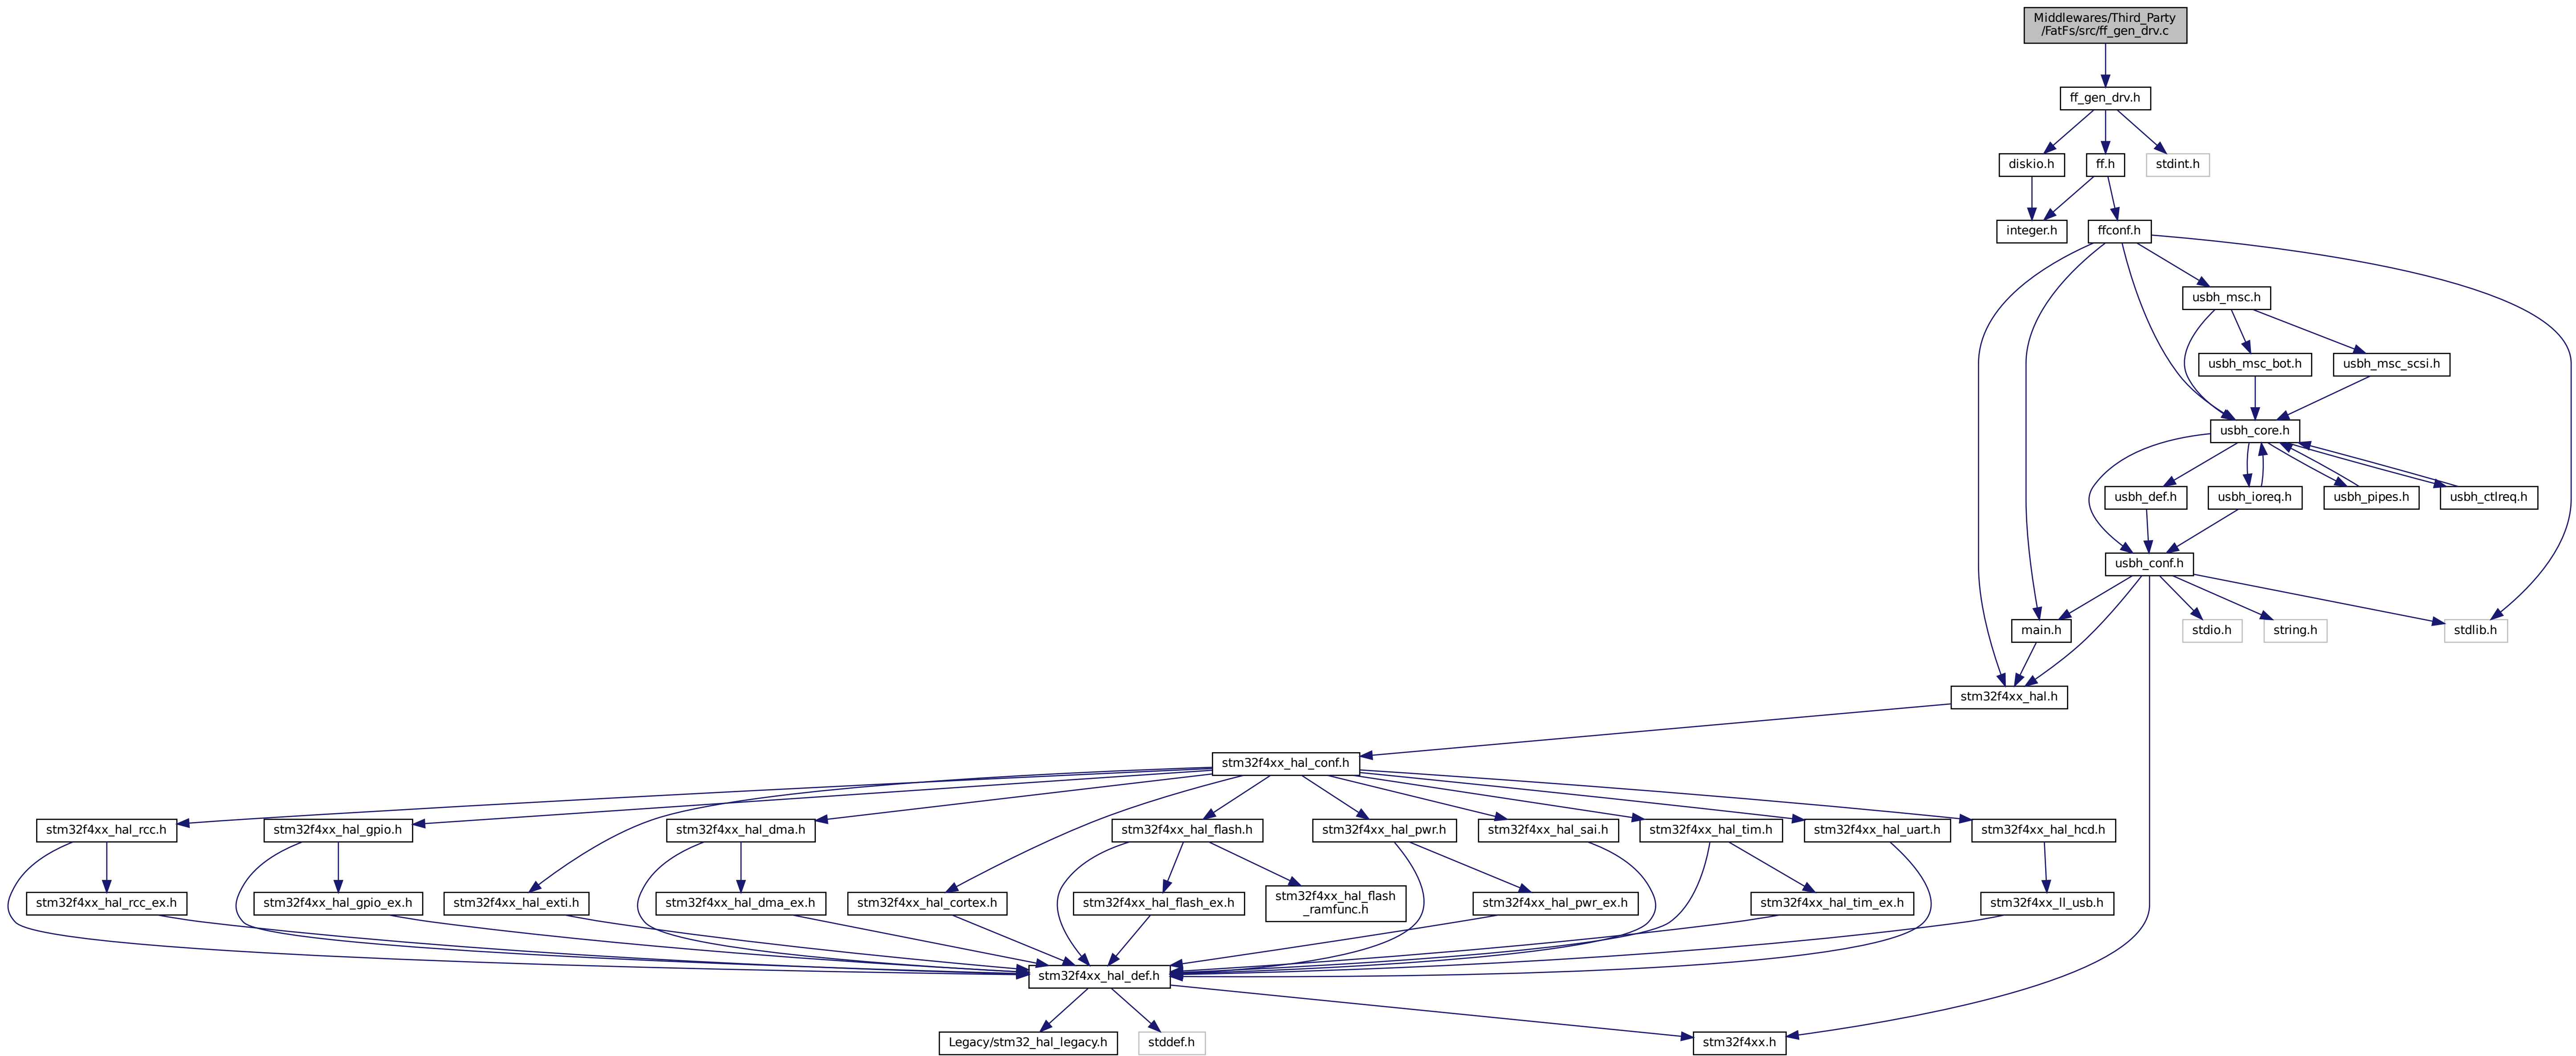 Middlewares/Third_Party
/FatFs/src/ff_gen_drv.c
ff_gen_drv.h
diskio.h
ff.h
stdint.h
integer.h
ffconf.h
usbh_msc.h
usbh_msc_bot.h
usbh_msc_scsi.h
usbh_core.h
usbh_def.h
usbh_ioreq.h
usbh_pipes.h
usbh_ctlreq.h
usbh_conf.h
main.h
stdio.h
string.h
stdlib.h
stm32f4xx_hal.h
stm32f4xx_hal_conf.h
stm32f4xx_hal_rcc.h
stm32f4xx_hal_gpio.h
stm32f4xx_hal_dma.h
stm32f4xx_hal_flash.h
stm32f4xx_hal_pwr.h
stm32f4xx_hal_sai.h
stm32f4xx_hal_tim.h
stm32f4xx_hal_uart.h
stm32f4xx_hal_hcd.h
stm32f4xx_hal_rcc_ex.h
stm32f4xx_hal_gpio_ex.h
stm32f4xx_hal_exti.h
stm32f4xx_hal_dma_ex.h
stm32f4xx_hal_cortex.h
stm32f4xx_hal_flash_ex.h
stm32f4xx_hal_flash
_ramfunc.h
stm32f4xx_hal_pwr_ex.h
stm32f4xx_hal_tim_ex.h
stm32f4xx_ll_usb.h
stm32f4xx_hal_def.h
Legacy/stm32_hal_legacy.h
stddef.h
stm32f4xx.h